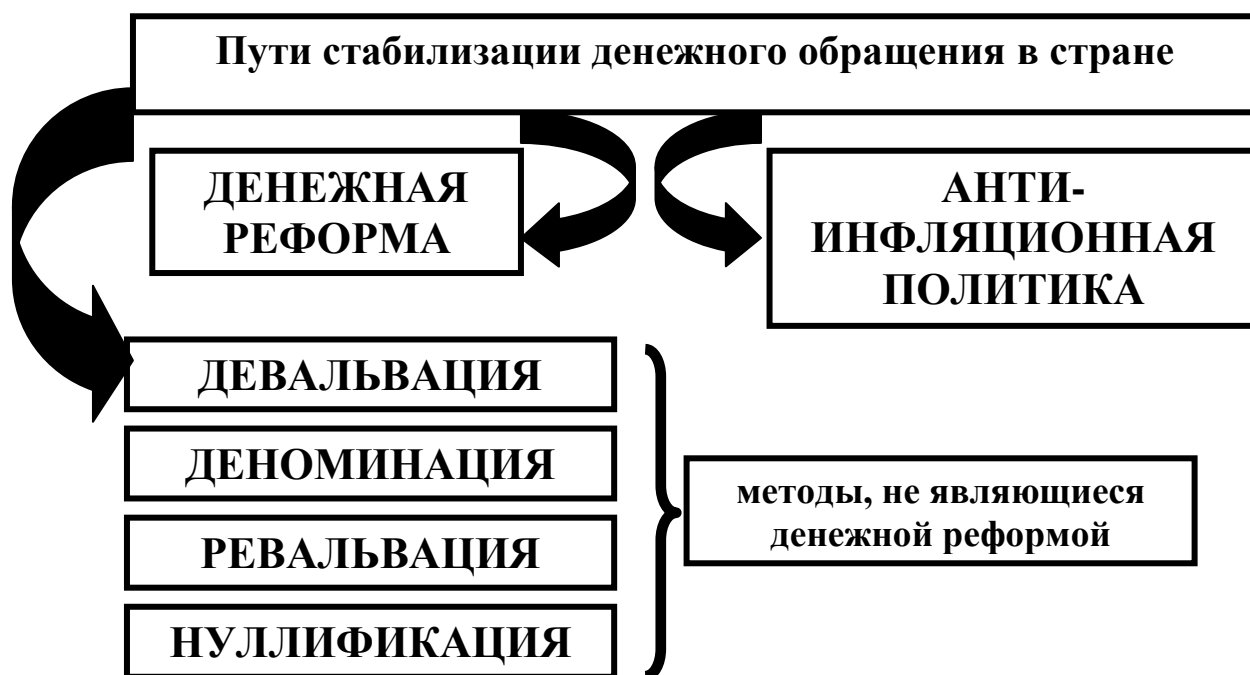 Пути стабилизации денежного обращения в стране
ДЕНЕЖНАЯ
РЕФОРМА
АНТИ-
ИНФЛЯЦИОННАЯ
ПОЛИТИКА
ДЕВАЛЬВАЦИЯ
ДЕНОМИНАЦИЯ
РЕВАЛЬВАЦИЯ
НУЛЛИФИКАЦИЯ
методы, не являющиеся
денежной реформой